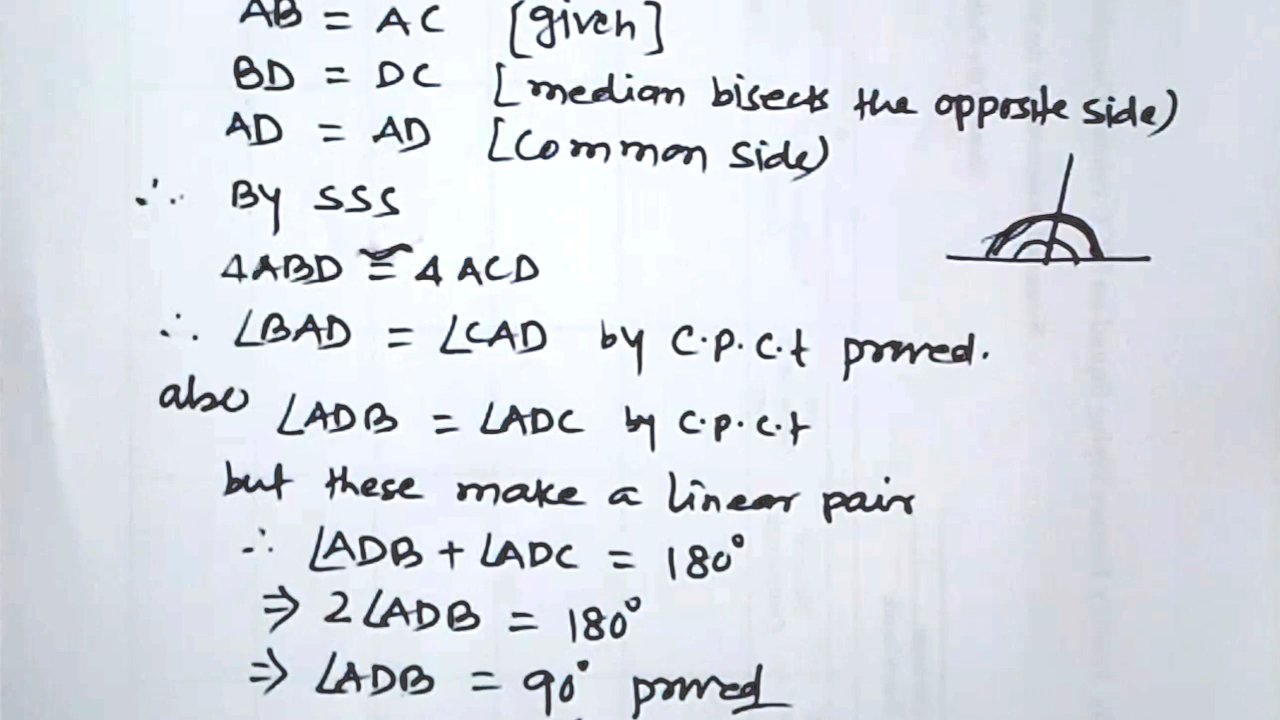 AB = AC [given]
BD = DC [median bisects the opposite side)
AD = AD [Common side)
∴ By SSS
△ABD ≅ △ACD
∴ ∠BAD = ∠CAD by C.P.C.t proved.
also ∠ADB = ∠ADC by C.P.C.t
but these make a linear pair
∴ ∠ADB + ∠ADC = 180°
⇒ 2∠ADB = 180°
⇒ ∠ADB = 90° proved